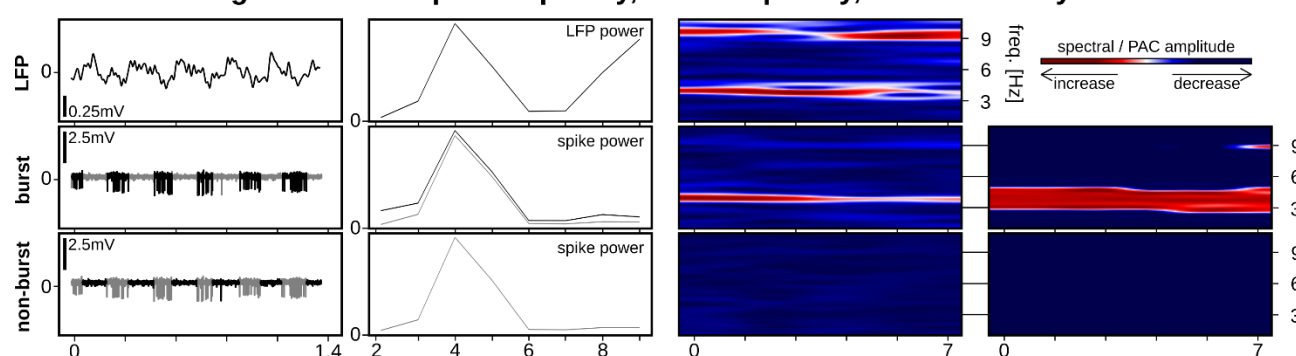 LFP
0
0.25mV
LFP power
0
9
6
3
freq. [Hz]
spectral / PAC amplitude
increase
decrease
burst
2.5mV
0
spike power
0
9
6
3
non-burst
2.5mV
0
spike power
0
9
6
3
0 1.4 2 4 6 8 0 7 0 7